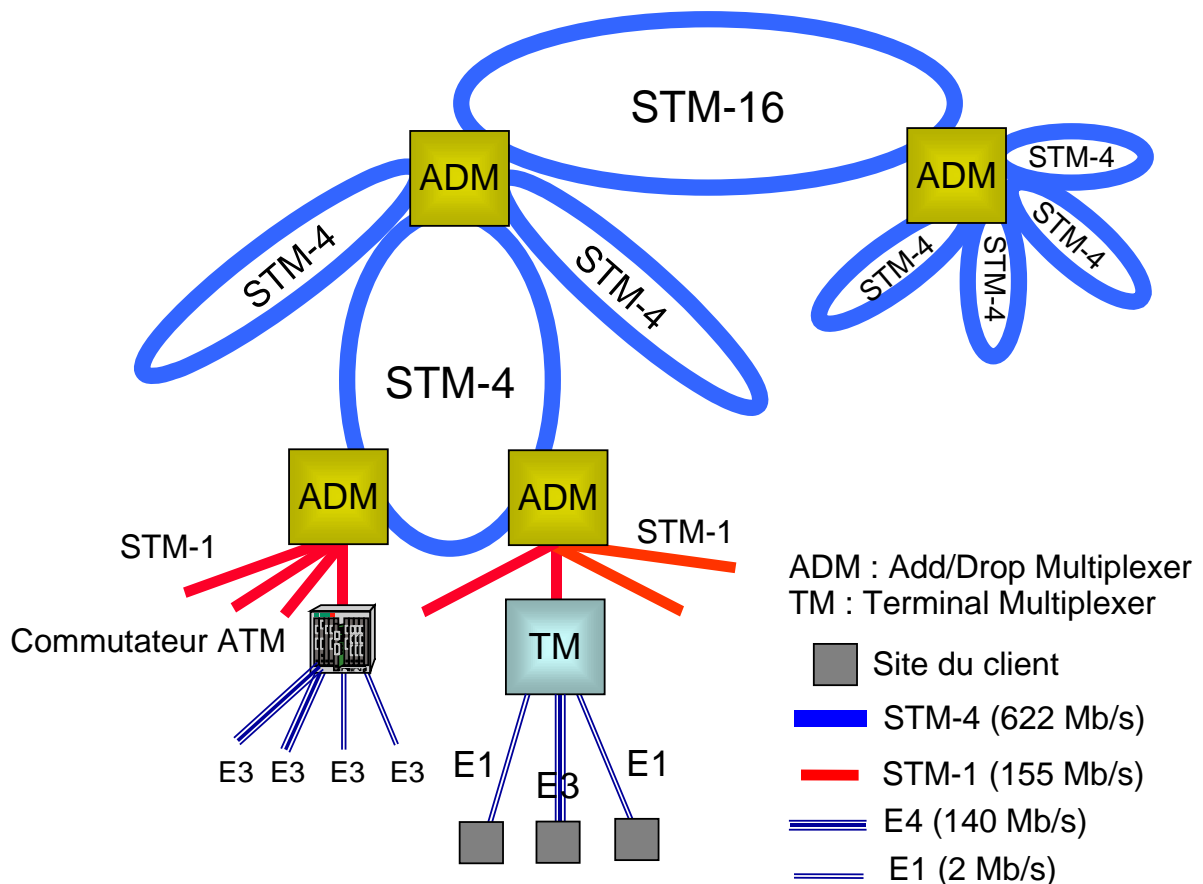 STM-16
ADM
ADM
STM-4
STM-4
STM-4
STM-4
STM-4
STM-4
STM-4
ADM
ADM
STM-1
STM-1
Commutateur ATM
TM
E3
E3
E3
E3
E1
E3
E1
ADM : Add/Drop Multiplexer
TM : Terminal Multiplexer
Site du client
STM-4 (622 Mb/s)
STM-1 (155 Mb/s)
E4 (140 Mb/s)
E1 (2 Mb/s)